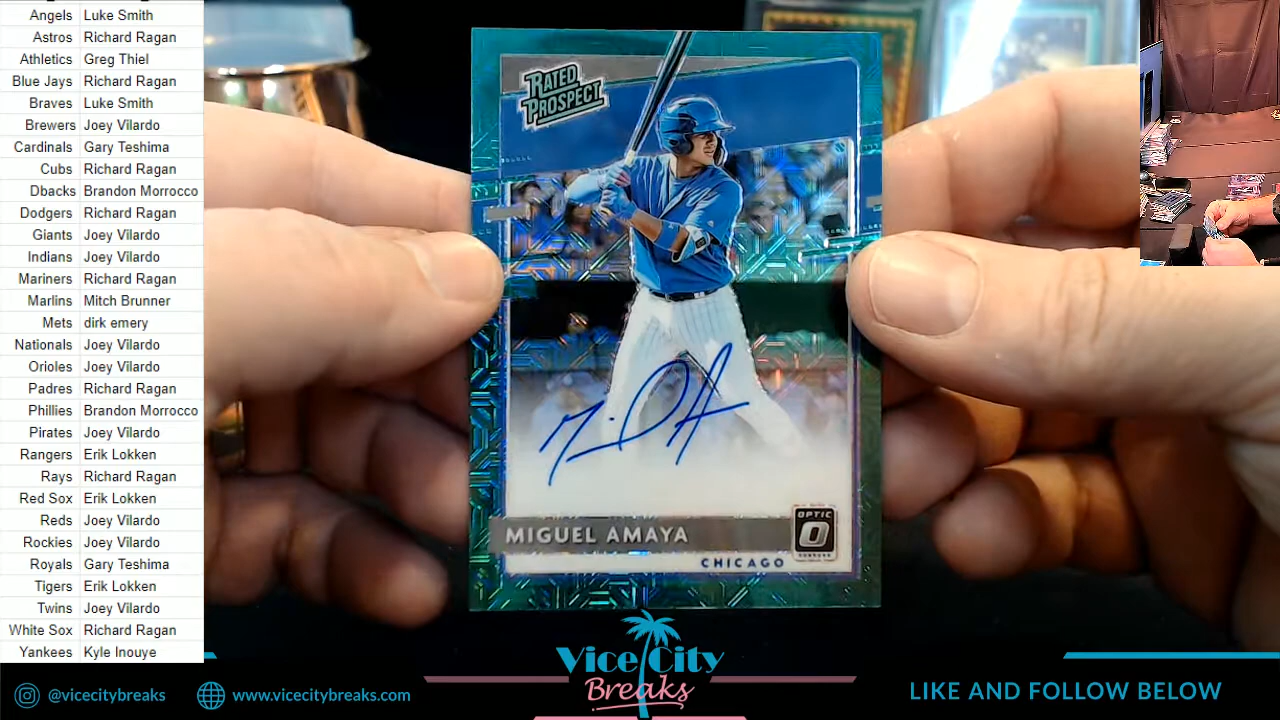 Angels Luke Smith
Astros Richard Ragan
Athletics Greg Thiel
Blue Jays Richard Ragan
Braves Luke Smith
Brewers Joey Vilardo
Cardinals Gary Teshima
Cubs Richard Ragan
Dbacks Brandon Morrocco
Dodgers Richard Ragan
Giants Joey Vilardo
Indians Joey Vilardo
Mariners Richard Ragan
Marlins Mitch Brunner
Mets dirk emery
Nationals Joey Vilardo
Orioles Joey Vilardo
Padres Richard Ragan
Phillies Brandon Morrocco
Pirates Joey Vilardo
Rangers Erik Lokken
Rays Richard Ragan
Red Sox Erik Lokken
Reds Joey Vilardo
Rockies Joey Vilardo
Royals Gary Teshima
Tigers Erik Lokken
Twins Joey Vilardo
White Sox Richard Ragan
Yankees Kyle Inouye
RATED
PROSPECT
MIGUEL AMAYA
CHICAGO
OPTIC
O
DONRUSS
Vice City
Breaks
@vicecitybreaks
www.vicecitybreaks.com
LIKE AND FOLLOW BELOW